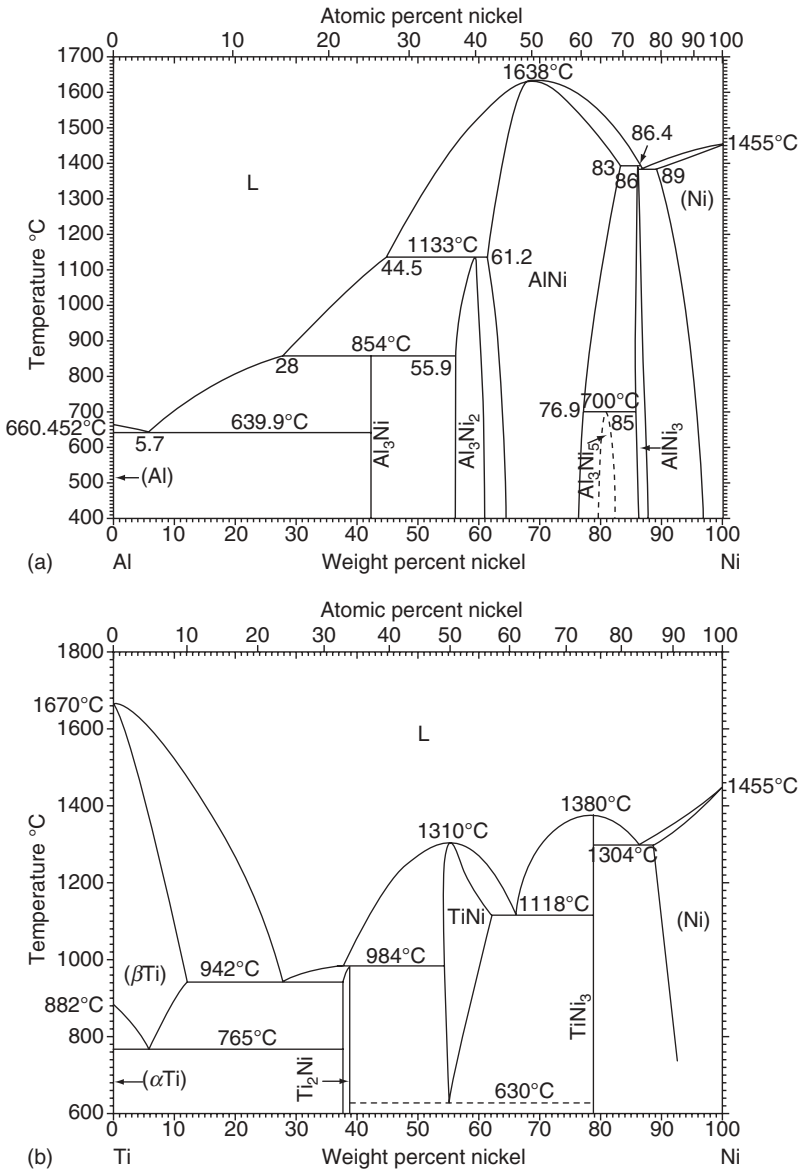 Atomic percent nickel
0 10 20 30 40 50 60 70 80 90 100
1700
1638°C
1600
1500
86.4
1455°C
1400
83
86
89
1300
L
(Ni)
1200
1133°C
61.2
1100
44.5
AlNi
1000
900
854°C
800
28
55.9
700
76.9
700°C
85
660.452°C
639.9°C
600
5.7
Al₃Ni
Al₃Ni₂
Al₃Ni₅
AlNi₃
500
(Al)
400
Temperature °C
0 10 20 30 40 50 60 70 80 90 100
(a) Al Weight percent nickel Ni
Atomic percent nickel
0 10 20 30 40 50 60 70 80 90 100
1800
1670°C
L
1600
1455°C
1400
1380°C
1310°C
1304°C
1200
TiNi
1118°C
(Ni)
1000
984°C
(βTi)
942°C
882°C
800
765°C
TiNi₃
(αTi)
Ti₂Ni
630°C
600
Temperature °C
0 10 20 30 40 50 60 70 80 90 100
(b) Ti Weight percent nickel Ni